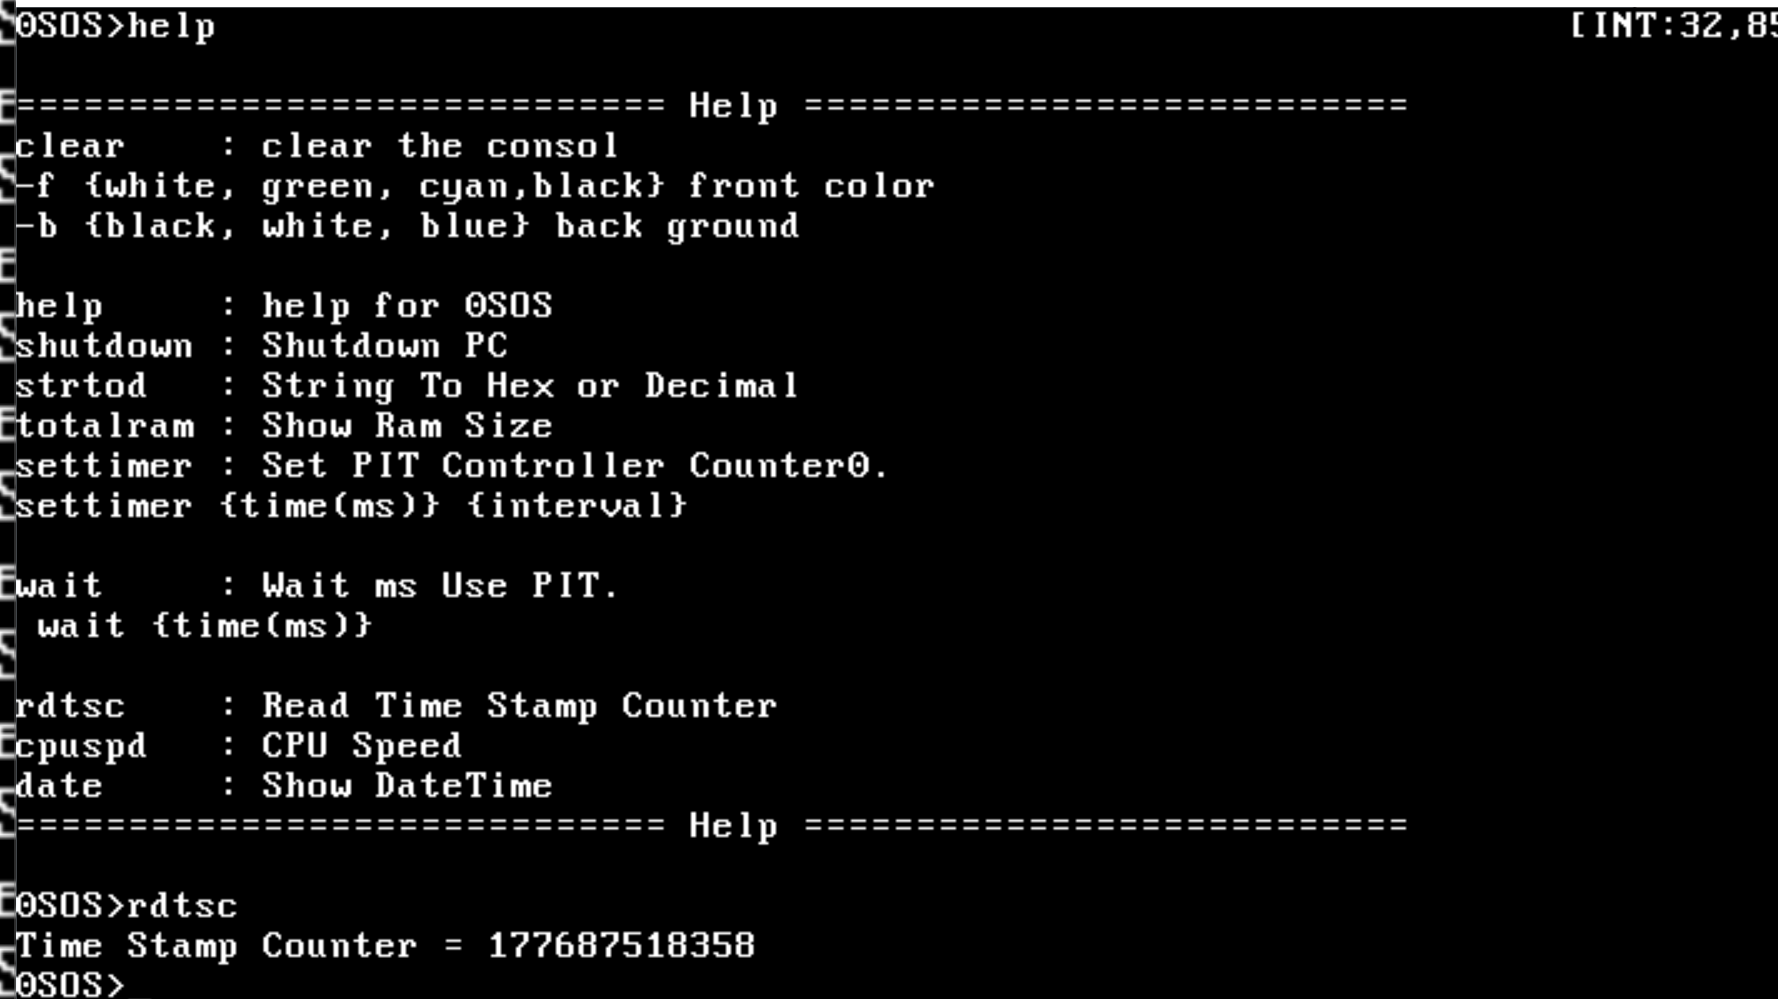 0SOS>help [INT:32,85
============================= Help ===========================
clear    : clear the consol
-f {white, green, cyan,black} front color
-b {black, white, blue} back ground
help     : help for 0SOS
shutdown : Shutdown PC
strtod   : String To Hex or Decimal
totalram : Show Ram Size
settimer : Set PIT Controller Counter0.
settimer {time(ms)} {interval}
wait     : Wait ms Use PIT.
 wait {time(ms)}
rdtsc    : Read Time Stamp Counter
cpuspd   : CPU Speed
date     : Show DateTime
============================= Help ===========================
0SOS>rdtsc
Time Stamp Counter = 177687518358
0SOS>